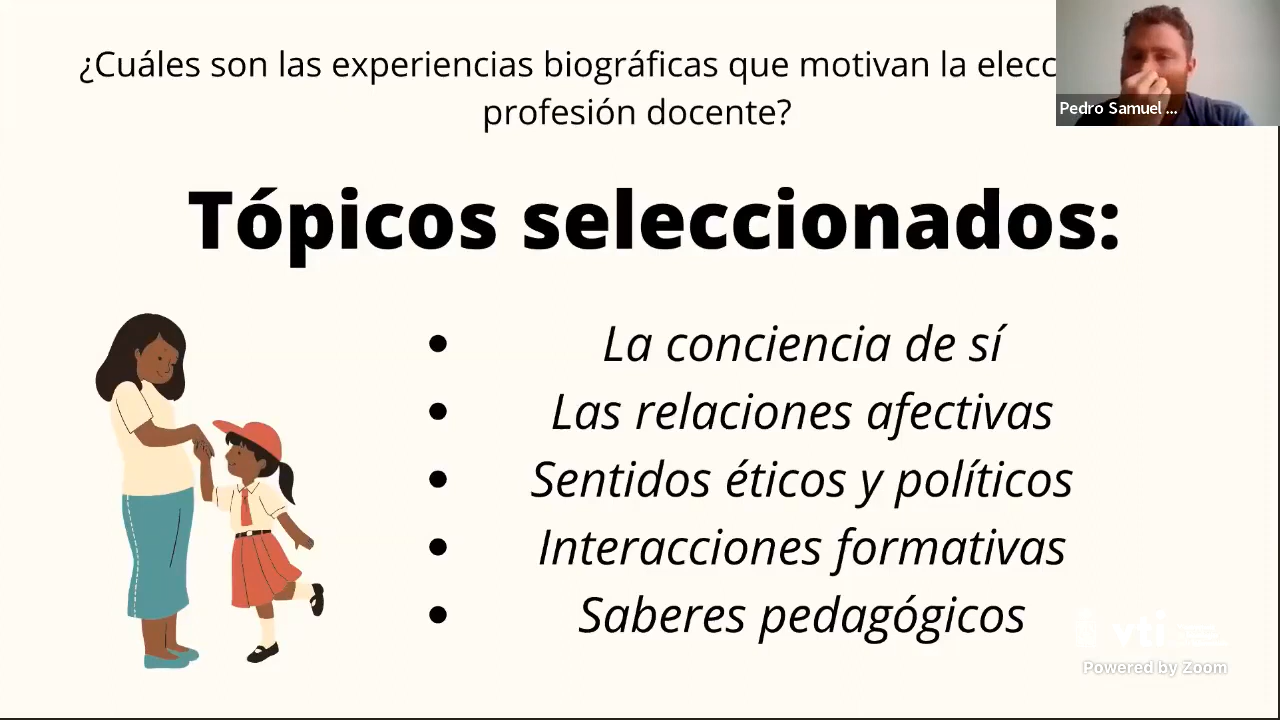 ¿Cuáles son las experiencias biográficas que motivan la elecc
profesión docente?
Pedro Samuel ...
Tópicos seleccionados:
• La conciencia de sí
• Las relaciones afectivas
• Sentidos éticos y políticos
• Interacciones formativas
• Saberes pedagógicos
vti
Powered by Zoom